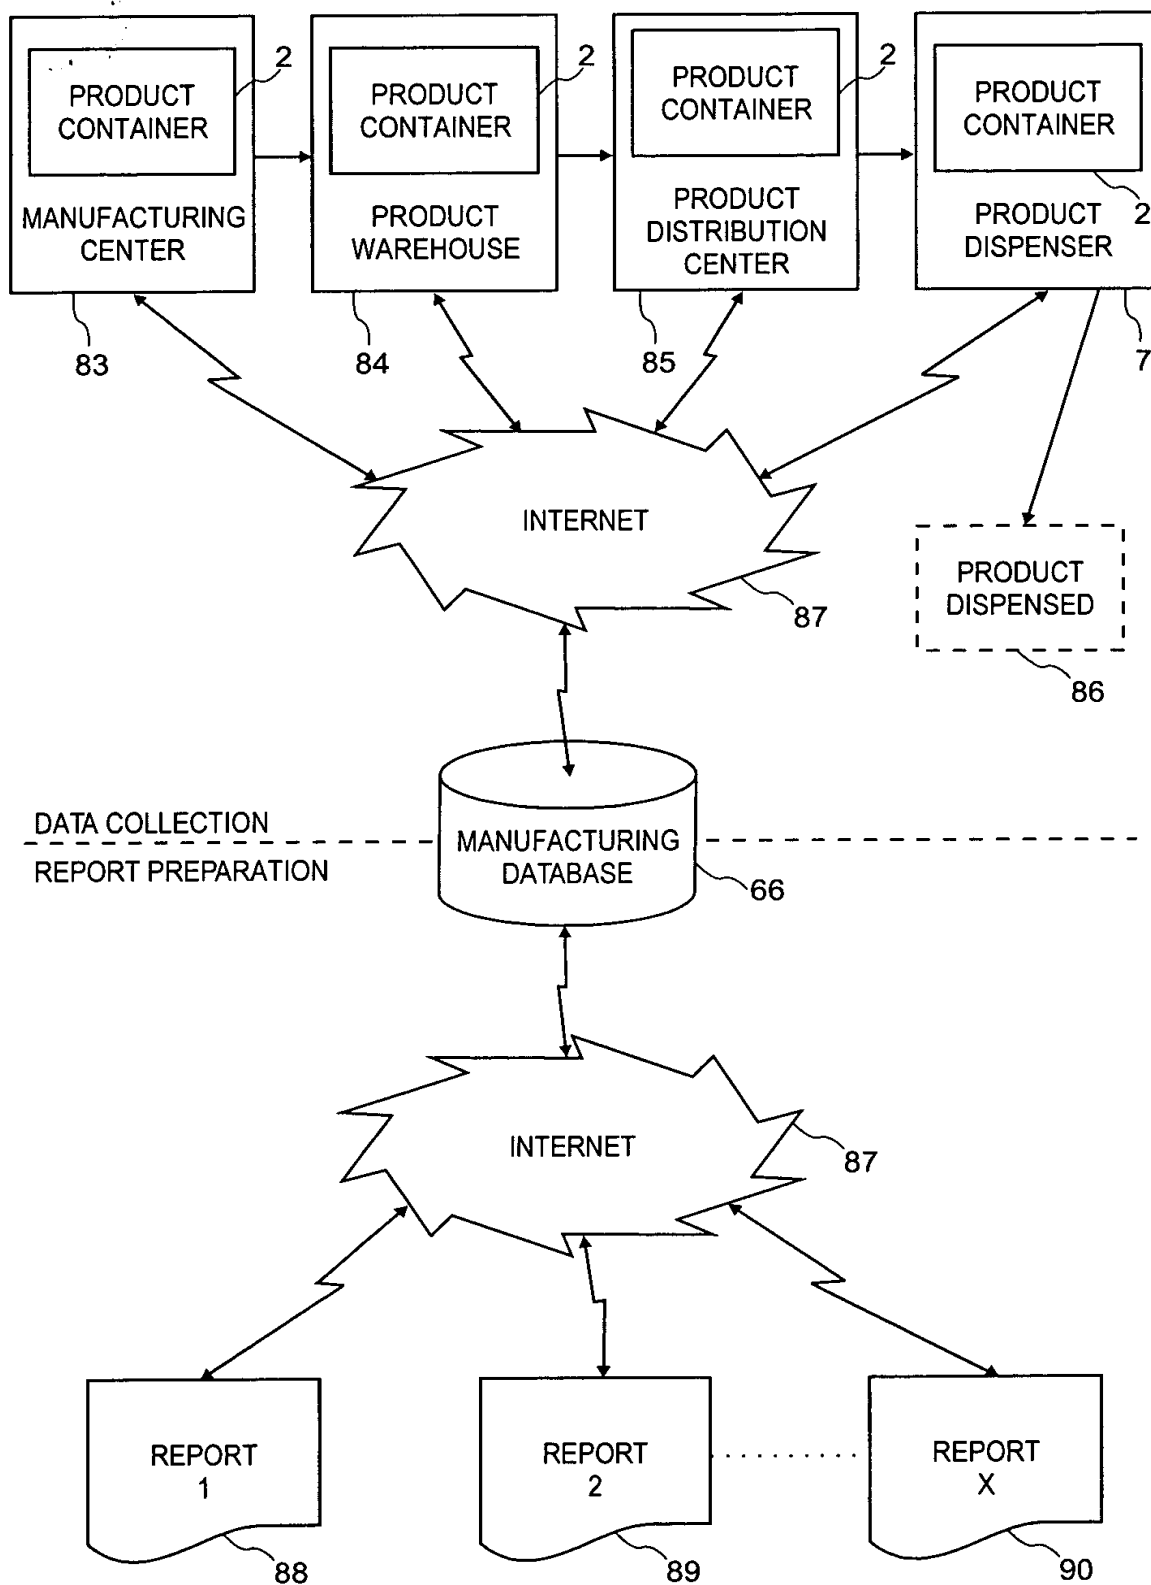 PRODUCT
CONTAINER
2
PRODUCT
CONTAINER
2
PRODUCT
CONTAINER
2
PRODUCT
CONTAINER
2
MANUFACTURING
CENTER
PRODUCT
WAREHOUSE
PRODUCT
DISTRIBUTION
CENTER
PRODUCT
DISPENSER
83
84
85
7
INTERNET
87
PRODUCT
DISPENSED
86
DATA COLLECTION
REPORT PREPARATION
MANUFACTURING
DATABASE
66
INTERNET
87
REPORT
1
REPORT
2
REPORT
X
88
89
90